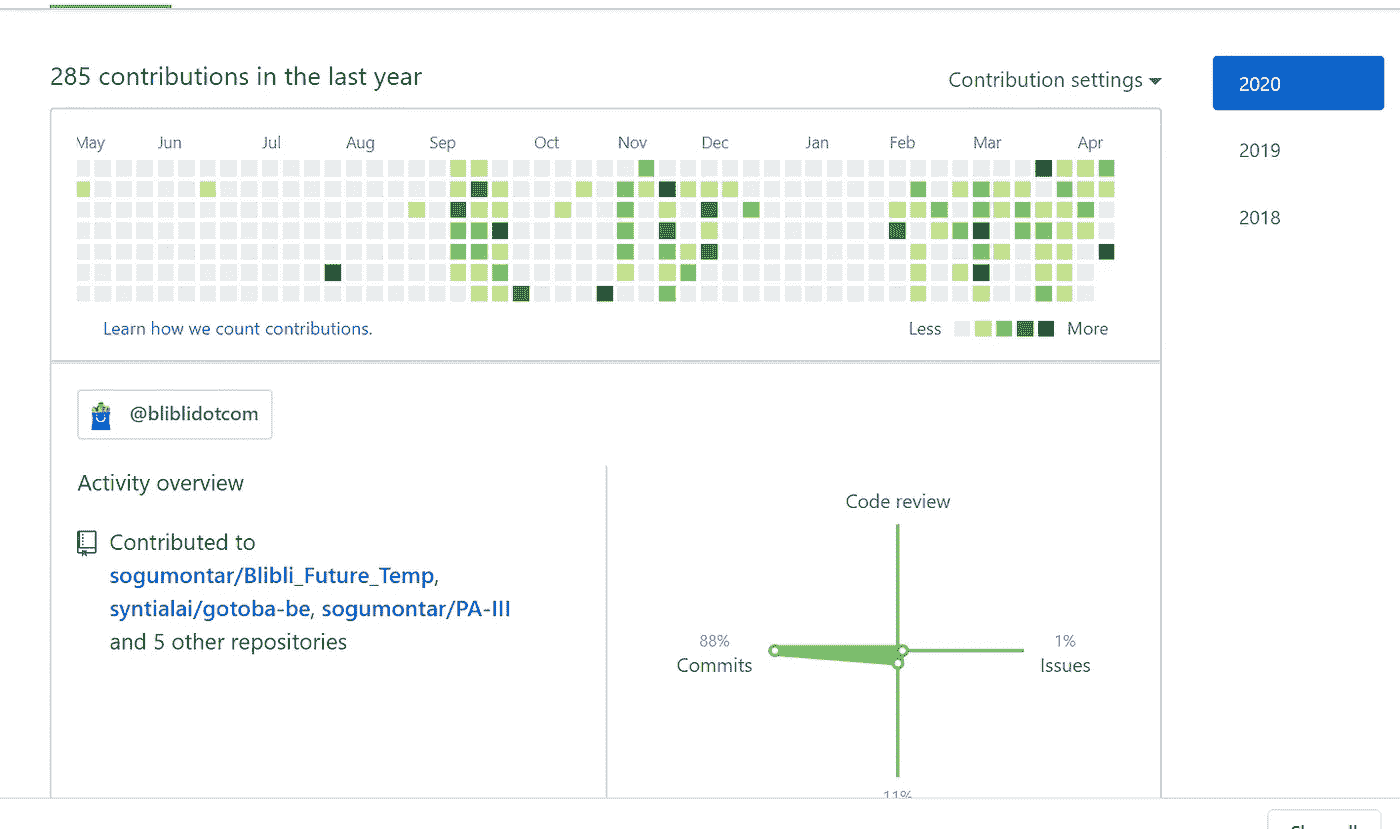 285 contributions in the last year
Contribution settings
2020
2019
2018
May Jun Jul Aug Sep Oct Nov Dec Jan Feb Mar Apr
Learn how we count contributions.
Less More
@bliblidotcom
Activity overview
Contributed to
sogumontar/Blibli_Future_Temp,
syntialai/gotoba-be, sogumontar/PA-III
and 5 other repositories
Code review
88%
Commits
1%
Issues
11%